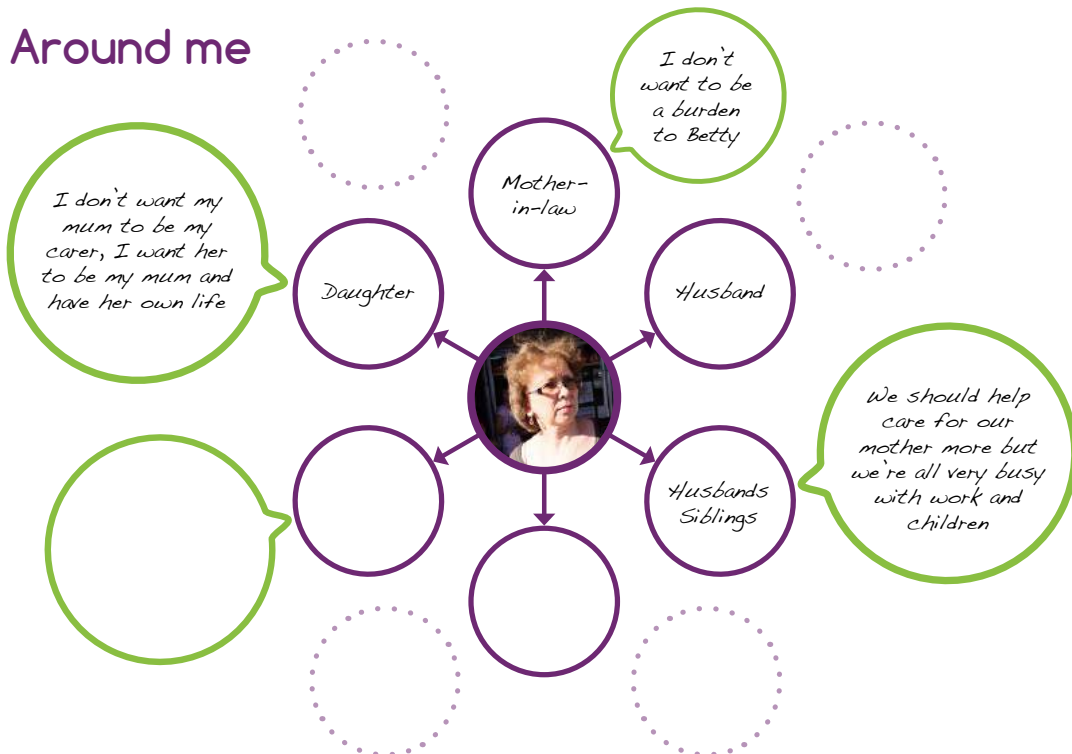 Around me
I don't
want to be
a burden
to Betty
Mother-
in-law
I don't want my
mum to be my
carer, I want her
to be my mum and
have her own life
Daughter
Husband
We should help
care for our
mother more but
we're all very busy
with work and
children
Husbands
Siblings